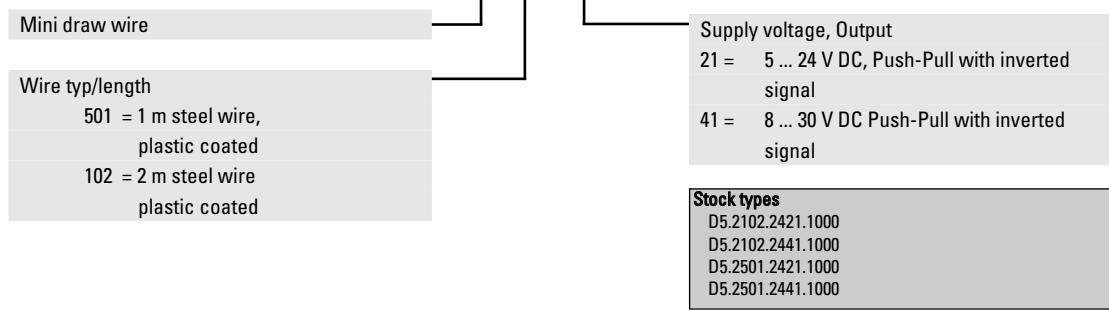 Mini draw wire
Wire typ/length
501 = 1 m steel wire,
plastic coated
102 = 2 m steel wire
plastic coated
Supply voltage, Output
21 = 5 ... 24 V DC, Push-Pull with inverted
signal
41 = 8 ... 30 V DC Push-Pull with inverted
signal
Stock types
D5.2102.2421.1000
D5.2102.2441.1000
D5.2501.2421.1000
D5.2501.2441.1000